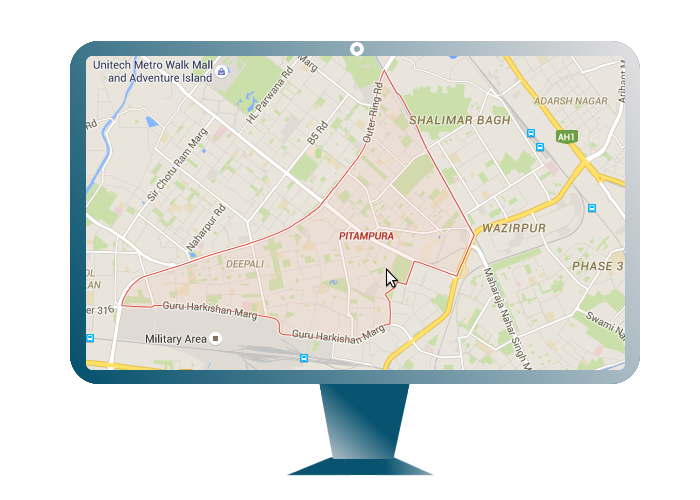 Unitech Metro Walk Mall
and Adventure Island
Marg
HL Parwana Rd
Outer Ring Rd
Arihant M
ADARSH NAGAR
SHALIMAR BAGH
AH1
Rd
B5 Rd
Sir Chotu Ram Marg
Naharpur Rd
PITAMPURA
WAZIRPUR
DEEPALI
PHASE 3
Maharaja Nahar Singh M
er 316
Guru Harkishan Marg
Guru Harkishan Marg
Military Area
Swami Na